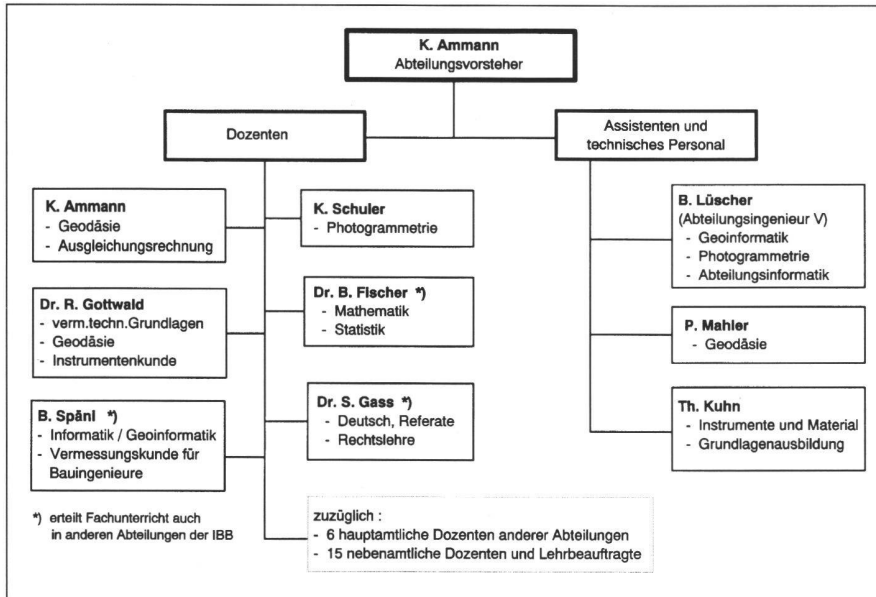 K. Ammann
Abteilungsvorsteher
Dozenten
Assistenten und
technisches Personal
K. Ammann
- Geodäsie
- Ausgleichungsrechnung
K. Schuler
- Photogrammetrie
B. Lüscher
(Abteilungsingenieur V)
- Geoinformatik
- Photogrammetrie
- Abteilungsinformatik
Dr. R. Gottwald
- verm.techn.Grundlagen
- Geodäsie
- Instrumentenkunde
Dr. B. Fischer *)
- Mathematik
- Statistik
P. Mahler
- Geodäsie
B. Späni *)
- Informatik / Geoinformatik
- Vermessungskunde für
Bauingenieure
Dr. S. Gass *)
- Deutsch, Referate
- Rechtslehre
Th. Kuhn
- Instrumente und Material
- Grundlagenausbildung
*) erteilt Fachunterricht auch
in anderen Abteilungen der IBB
zuzüglich :
- 6 hauptamtliche Dozenten anderer Abteilungen
- 15 nebenamtliche Dozenten und Lehrbeauftragte